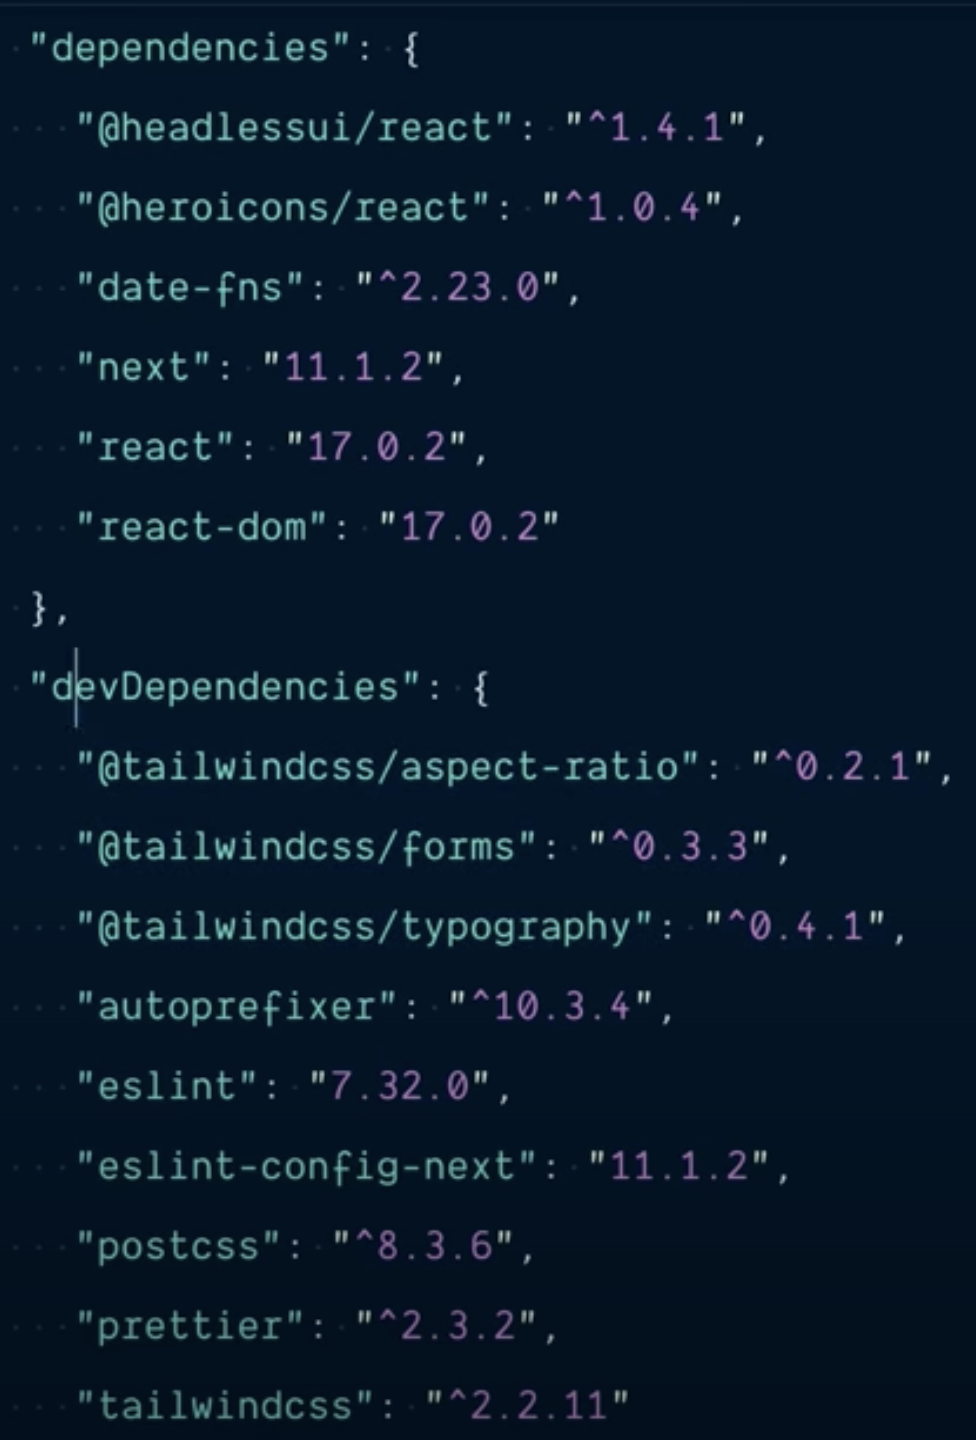 "dependencies": {
"@headlessui/react": "^1.4.1",
"@heroicons/react": "^1.0.4",
"date-fns": "^2.23.0",
"next": "11.1.2",
"react": "17.0.2",
"react-dom": "17.0.2"
},
"devDependencies": {
"@tailwindcss/aspect-ratio": "^0.2.1",
"@tailwindcss/forms": "^0.3.3",
"@tailwindcss/typography": "^0.4.1",
"autoprefixer": "^10.3.4",
"eslint": "7.32.0",
"eslint-config-next": "11.1.2",
"postcss": "^8.3.6",
"prettier": "^2.3.2",
"tailwindcss": "^2.2.11"